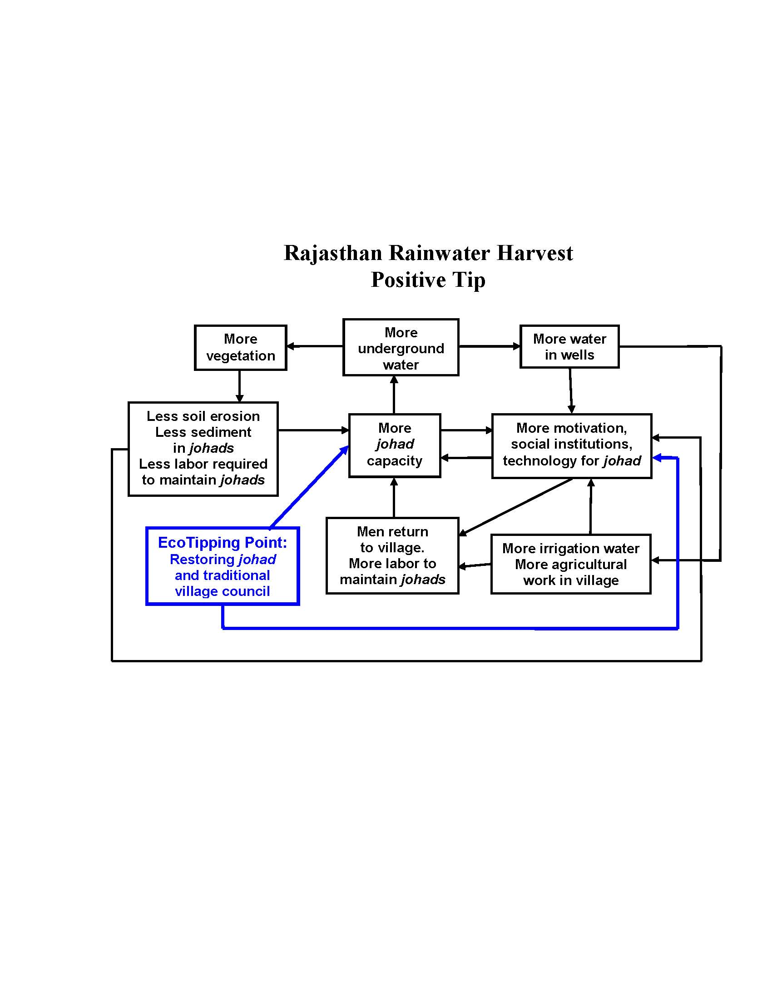 Rajasthan Rainwater Harvest
Positive Tip
More
vegetation
More
underground
water
More water
in wells
Less soil erosion
Less sediment
in johads
Less labor required
to maintain johads
More
johad
capacity
More motivation,
social institutions,
technology for johad
EcoTipping Point:
Restoring johad
and traditional
village council
Men return
to village.
More labor to
maintain johads
More irrigation water
More agricultural
work in village